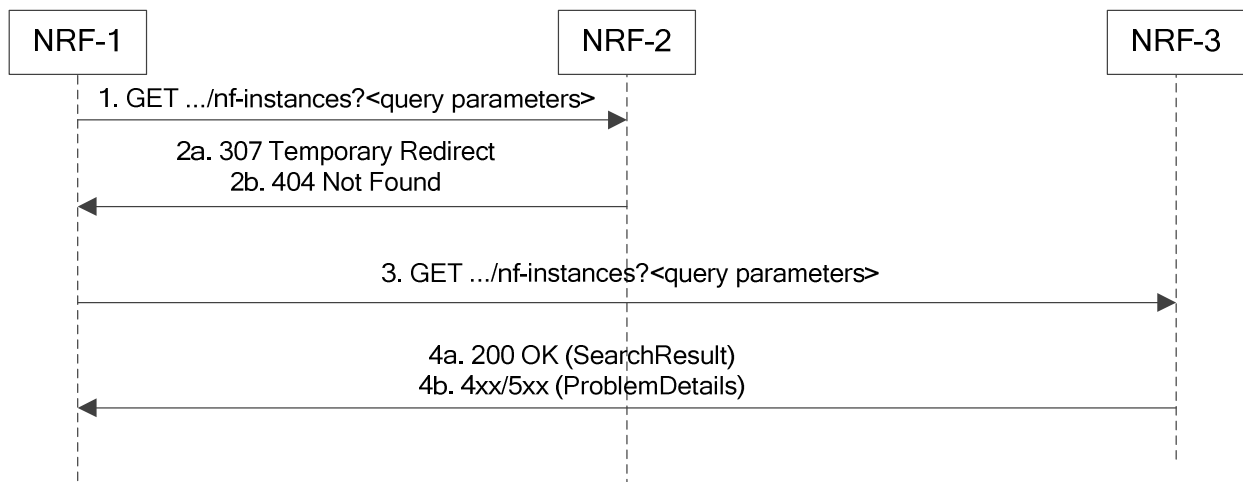 NRF-1
NRF-2
NRF-3
1. GET .../nf-instances?<query parameters>
2a. 307 Temporary Redirect
2b. 404 Not Found
3. GET .../nf-instances?<query parameters>
4a. 200 OK (SearchResult)
4b. 4xx/5xx (ProblemDetails)